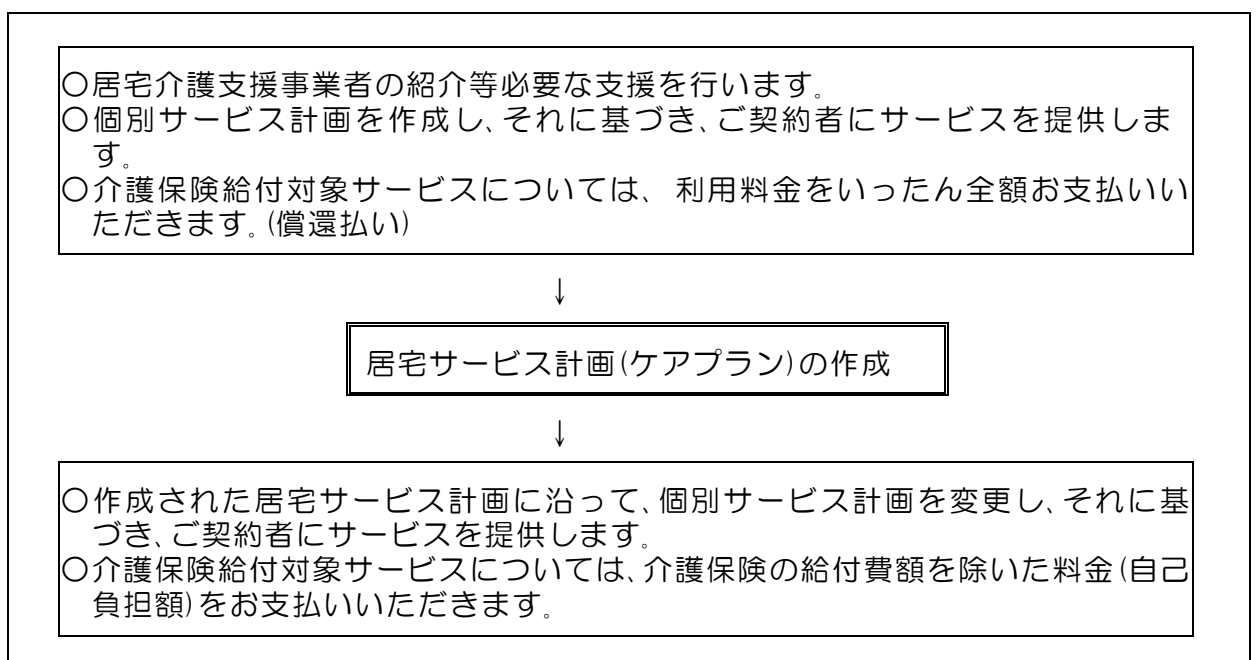 ○居宅介護支援事業者の紹介等必要な支援を行います。
○個別サービス計画を作成し、それに基づき、ご契約者にサービスを提供しま
す。
○介護保険給付対象サービスについては、利用料金をいったん全額お支払いい
ただきます。(償還払い)
↓
居宅サービス計画(ケアプラン)の作成
↓
○作成された居宅サービス計画に沿って、個別サービス計画を変更し、それに基
づき、ご契約者にサービスを提供します。
○介護保険給付対象サービスについては、介護保険の給付費額を除いた料金(自己
負担額)をお支払いいただきます。